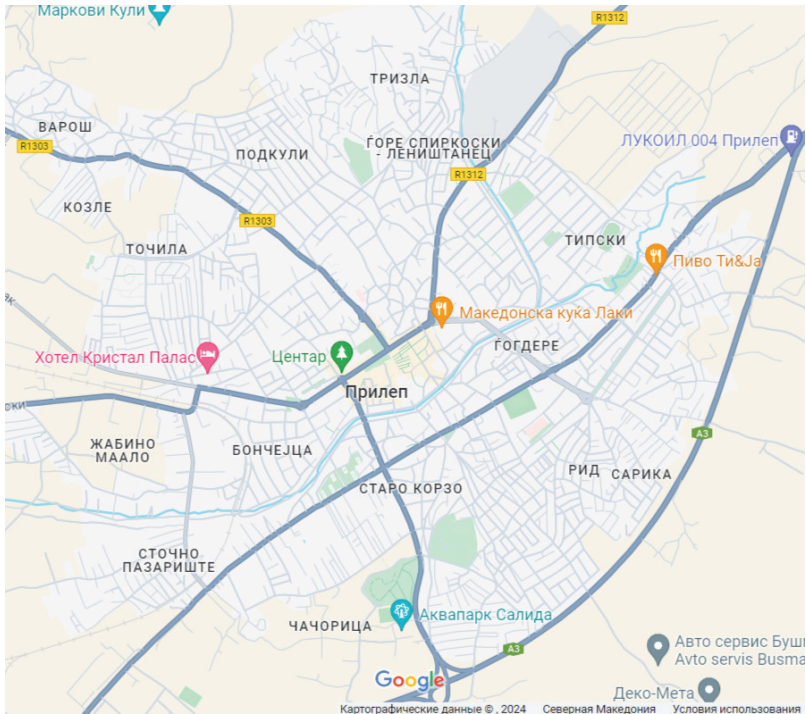 Маркови Кули
R1312
ТРИЗЛА
ВАРОШ
R1303
ПОДКУЛИ
ЃОРЕ СПИРКОСКИ
- ЛЕНИШТАНЕЦ
ЛУКОИЛ 004 Прилеп
R1312
КОЗЛЕ
R1303
ТОЧИЛА
ТИПСКИ
Пиво Ти&Ја
Македонска куќа Лаки
Хотел Кристал Палас
Центар
ЃОГДЕРЕ
Прилеп
A3
ЖАБИНО
МААЛО
БОНЧЕЈЦА
СТАРО КОРЗО
РИД
САРИКА
СТОЧНО
ПАЗАРИШТЕ
ЧАЧОРИЦА
Аквапарк Салида
A3
Авто сервис Буш
Avto servis Busma
Google
Деко-Мета
Картографические данные © , 2024 Северная Македония Условия использования